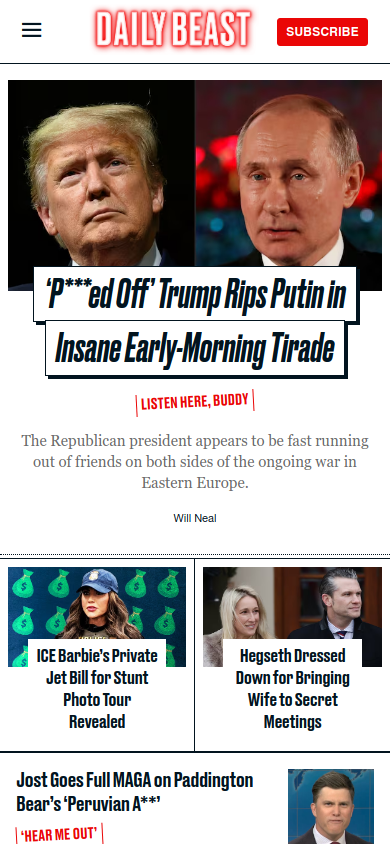 DAILY BEAST
SUBSCRIBE
‘P***ed Off’ Trump Rips Putin in
Insane Early-Morning Tirade
LISTEN HERE, BUDDY
The Republican president appears to be fast running
out of friends on both sides of the ongoing war in
Eastern Europe.
Will Neal
ICE Barbie’s Private
Jet Bill for Stunt
Photo Tour
Revealed
Hegseth Dressed
Down for Bringing
Wife to Secret
Meetings
Jost Goes Full MAGA on Paddington
Bear’s ‘Peruvian A**’
‘HEAR ME OUT’